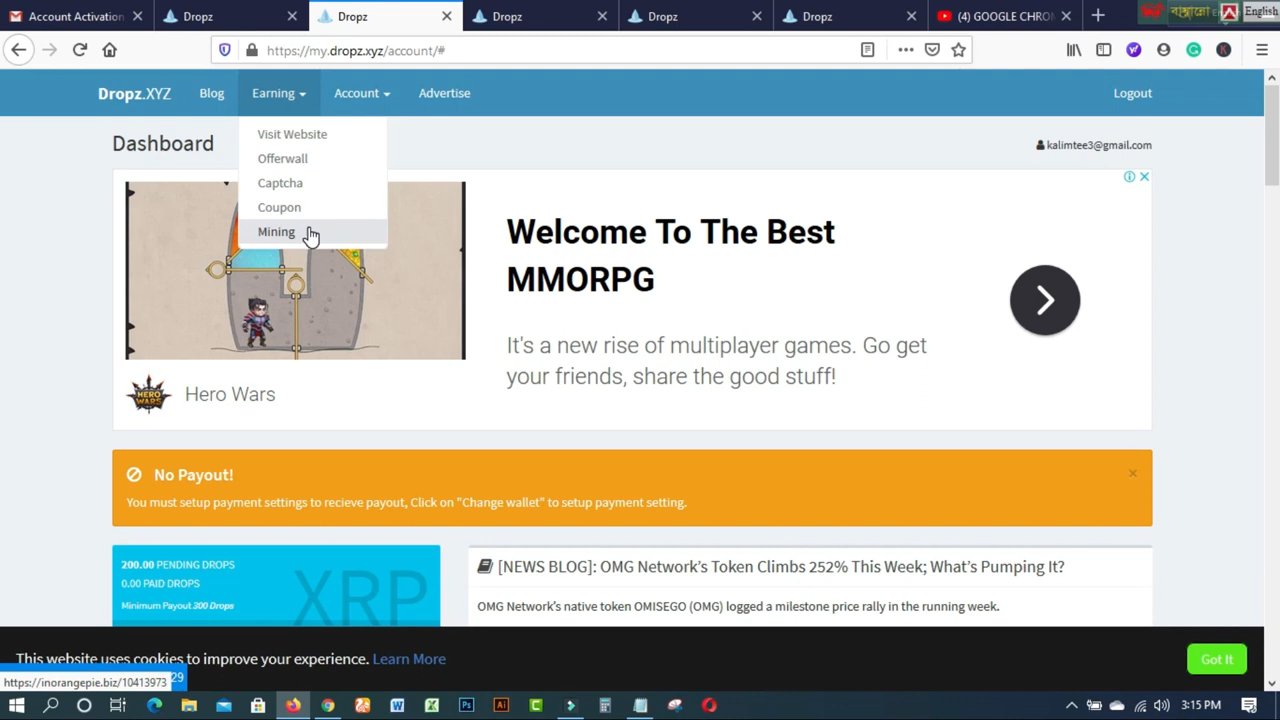 Account Activation
Dropz
Dropz
Dropz
Dropz
Dropz
(4) GOOGLE CHRO
English
https://my.dropz.xyz/account/#
Dropz.XYZ
Blog
Earning
Account
Advertise
Logout
Visit Website
Offerwall
Captcha
Coupon
Mining
Dashboard
kalimtee3@gmail.com
Welcome To The Best
MMORPG
It's a new rise of multiplayer games. Go get
your friends, share the good stuff!
HERO
WARS
Hero Wars
No Payout!
You must setup payment settings to recieve payout, Click on "Change wallet" to setup payment setting.
200.00 PENDING DROPS
0.00 PAID DROPS
Minimum Payout 300 Drops
XRP
[NEWS BLOG]: OMG Network's Token Climbs 252% This Week; What's Pumping It?
OMG Network's native token OMISEGO (OMG) logged a milestone price rally in the running week.
This website uses cookies to improve your experience. Learn More
Got It
https://inorangepie.biz/10413973
29
3:15 PM